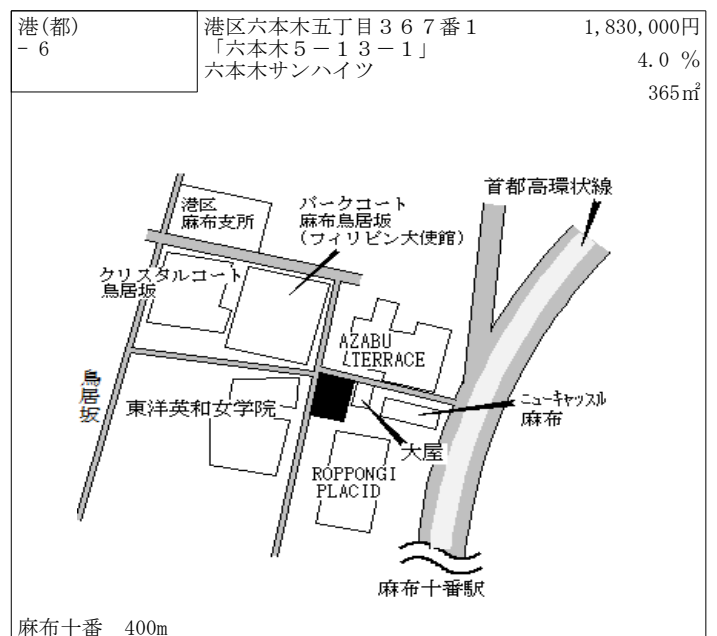 港(都)
- 6
港区六本木五丁目３６７番１
「六本木５－１３－１」
六本木サンハイツ
1,830,000円
4.0 %
365㎡
首都高環状線
港区
麻布支所
パークコート
麻布鳥居坂
(フィリピン大使館)
クリスタルコート
鳥居坂
AZABU
TERRACE
鳥居坂
東洋英和女学院
ニューキャッスル
麻布
大屋
ROPPONGI
PLACID
麻布十番駅
麻布十番　400m